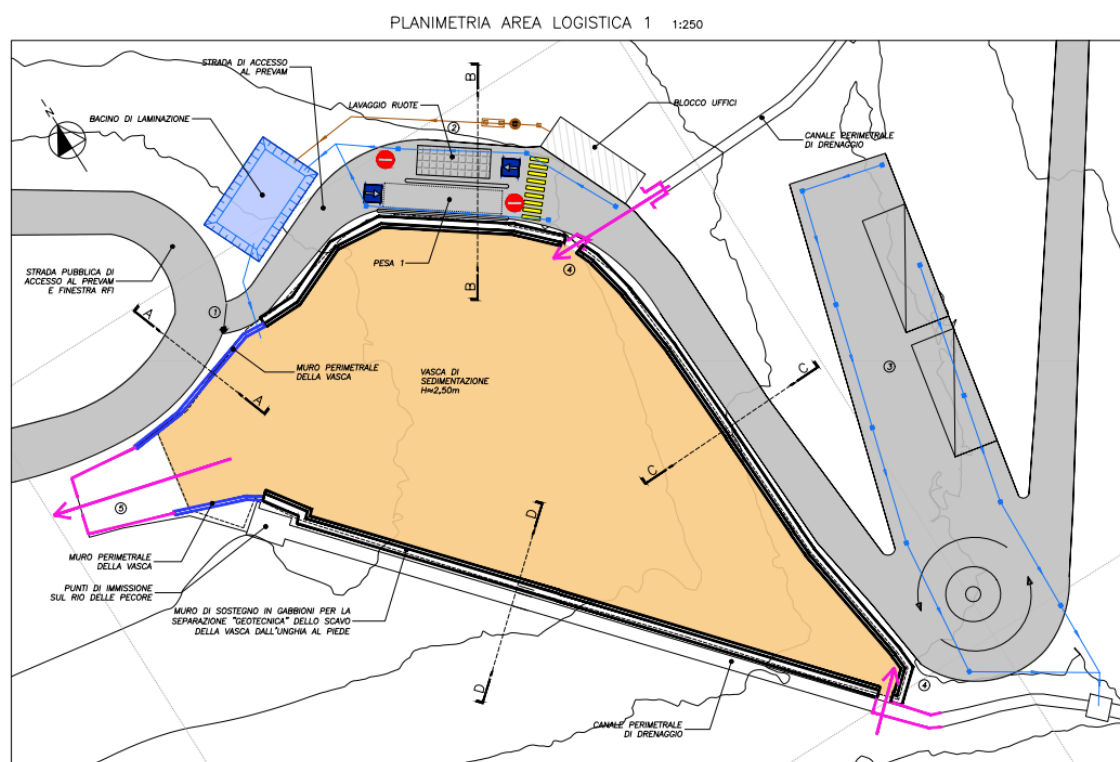 PLANIMETRIA AREA LOGISTICA 1 1:250
STRADA DI ACCESSO
AL PREVAM
B
LAVAGGIO RUOTE
BLOCCO UFFICI
N
BACINO DI LAMINAZIONE
2
CANALE PERIMETRALE
DI DRENAGGIO
STRADA PUBBLICA DI
ACCESSO AL PREVAM
E FINESTRA RFI
PESA 1
4
B
A
1
MURO PERIMETRALE
DELLA VASCA
VASCA DI
SEDIMENTAZIONE
H≈2,50m
C
3
A
C
5
D
MURO PERIMETRALE
DELLA VASCA
PUNTI DI IMMISSIONE
SUL RIO DELLE PECORE
MURO DI SOSTEGNO IN GABBIONI PER LA
SEPARAZIONE "GEOTECNICA" DELLO SCAVO
DELLA VASCA DALL'UNGHIA AL PIEDE
D
4
CANALE PERIMETRALE
DI DRENAGGIO